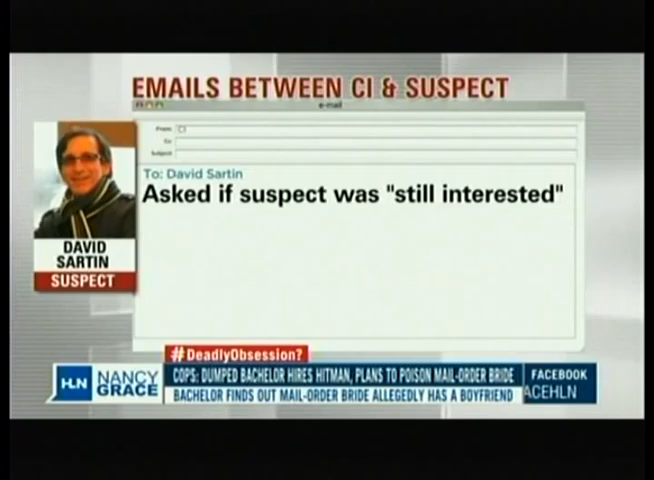 EMAILS BETWEEN CI & SUSPECT
e-mail
From:
To:
Subject:
To: David Sartin
Asked if suspect was "still interested"
DAVID
SARTIN
SUSPECT
#DeadlyObsession?
HLN
NANCY
GRACE
COPS: DUMPED BACHELOR HIRES HITMAN, PLANS TO POISON MAIL-ORDER BRIDE
BACHELOR FINDS OUT MAIL-ORDER BRIDE ALLEGEDLY HAS A BOYFRIEND
FACEBOOK
ACEHLN